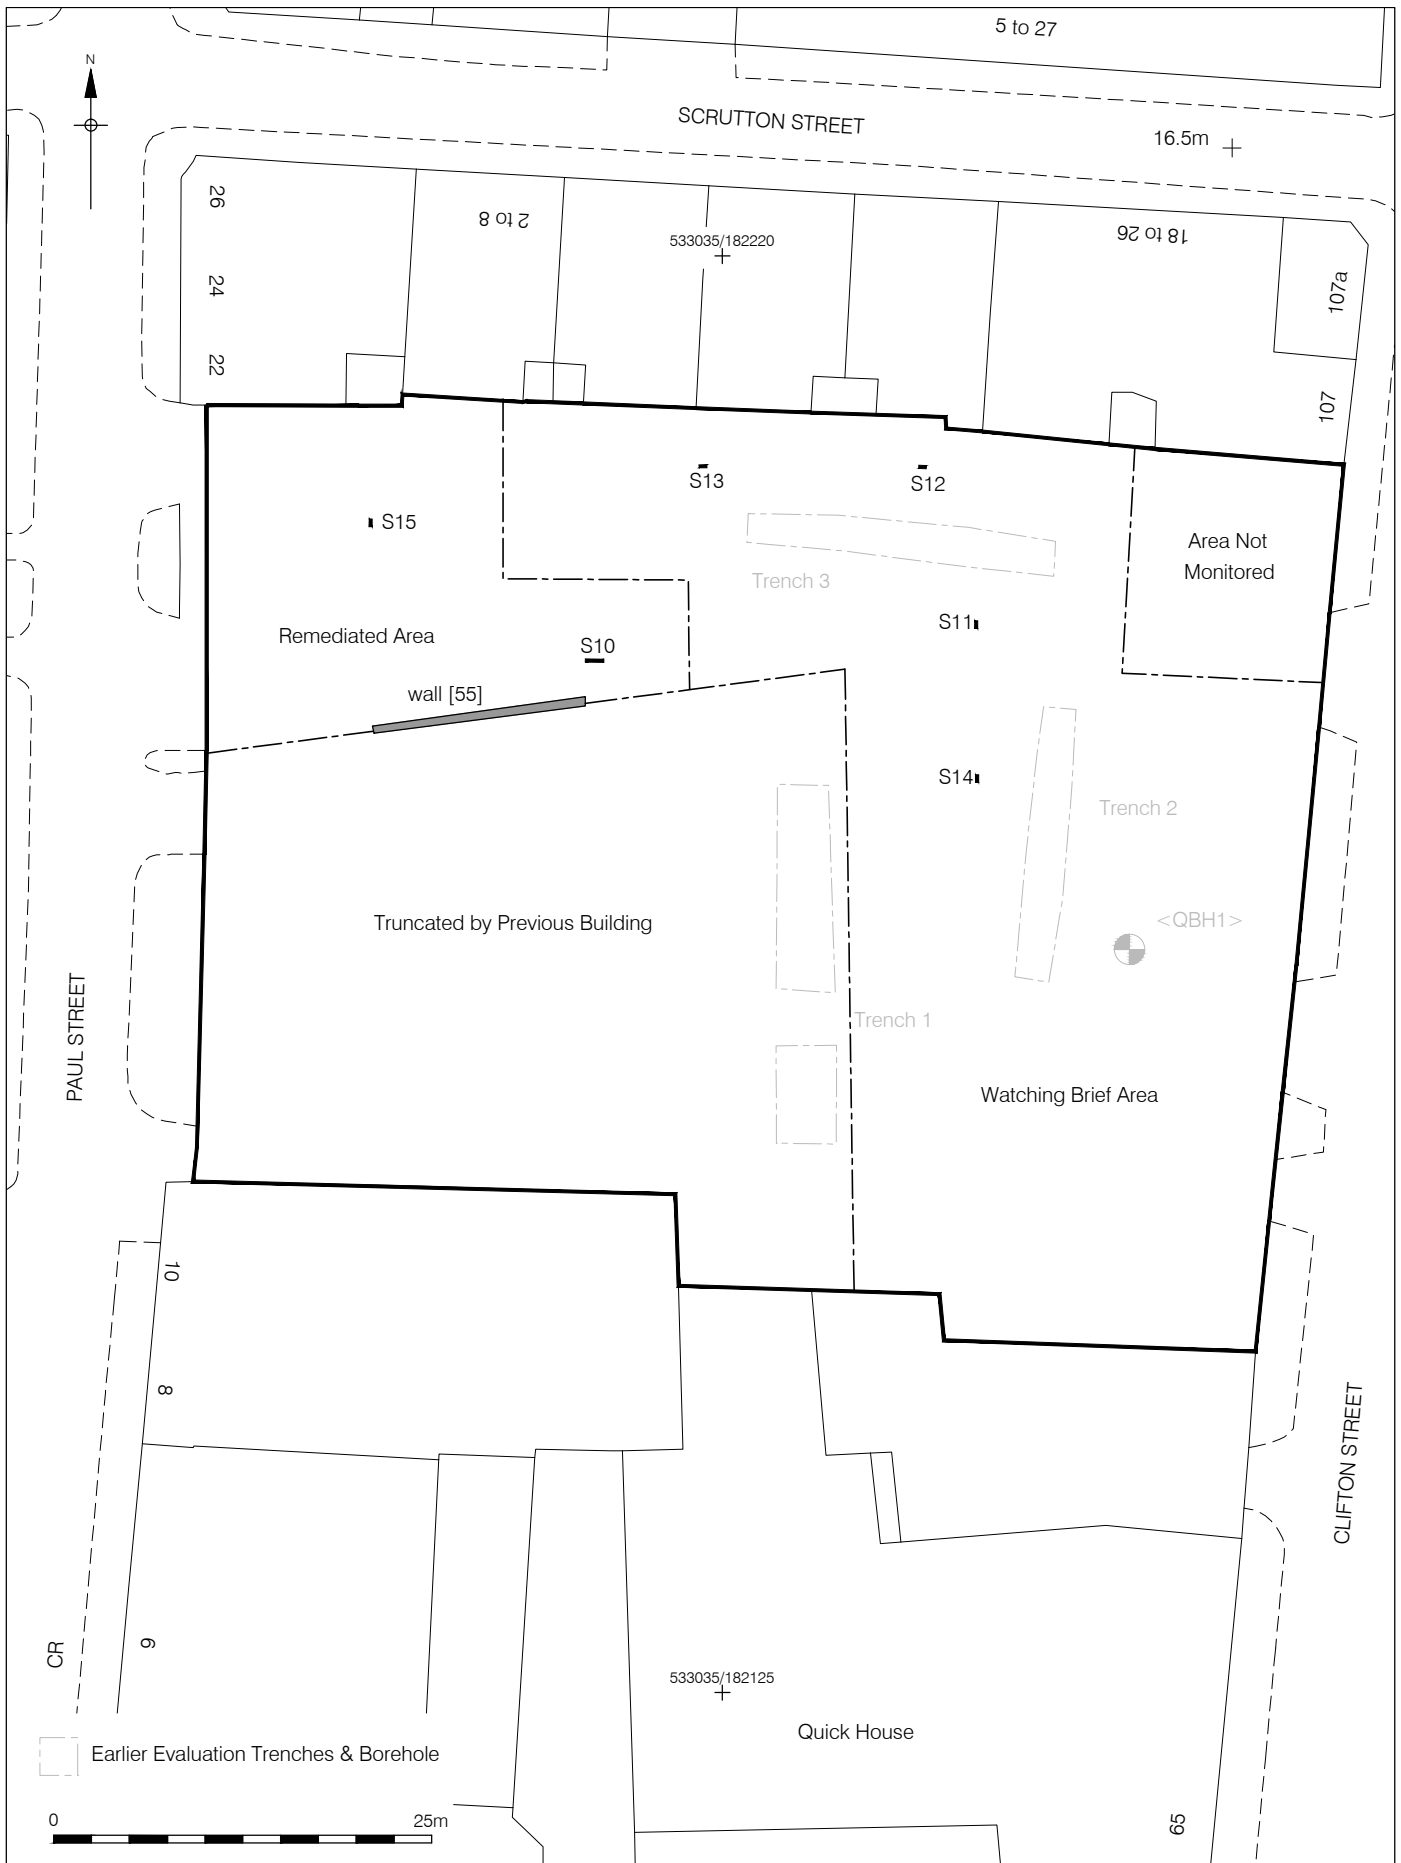 5 to 27
N
SCRUTTON STREET
16.5m
26
2 to 8
18 to 26
533035/182220
24
107a
22
107
S13
S12
S15
Area Not
Monitored
Trench 3
S11
Remediated Area
S10
wall [55]
S14
Trench 2
Truncated by Previous Building
<QBH1>
PAUL STREET
Trench 1
Watching Brief Area
10
8
CLIFTON STREET
CR
6
533035/182125
Quick House
Earlier Evaluation Trenches & Borehole
65
0 25m